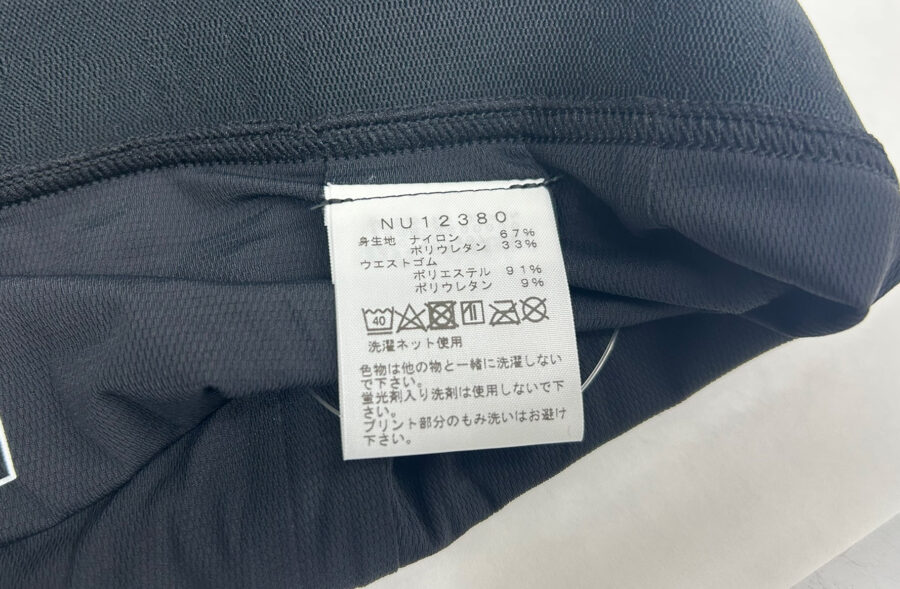 NU12380
身生地 ナイロン 67%
ポリウレタン 33%
ウエストゴム
ポリエステル 91%
ポリウレタン 9%
40
洗濯ネット使用
色物は他の物と一緒に洗濯しない
で下さい。
蛍光剤入り洗剤は使用しないで下
さい。
プリント部分のもみ洗いはお避け
下さい。